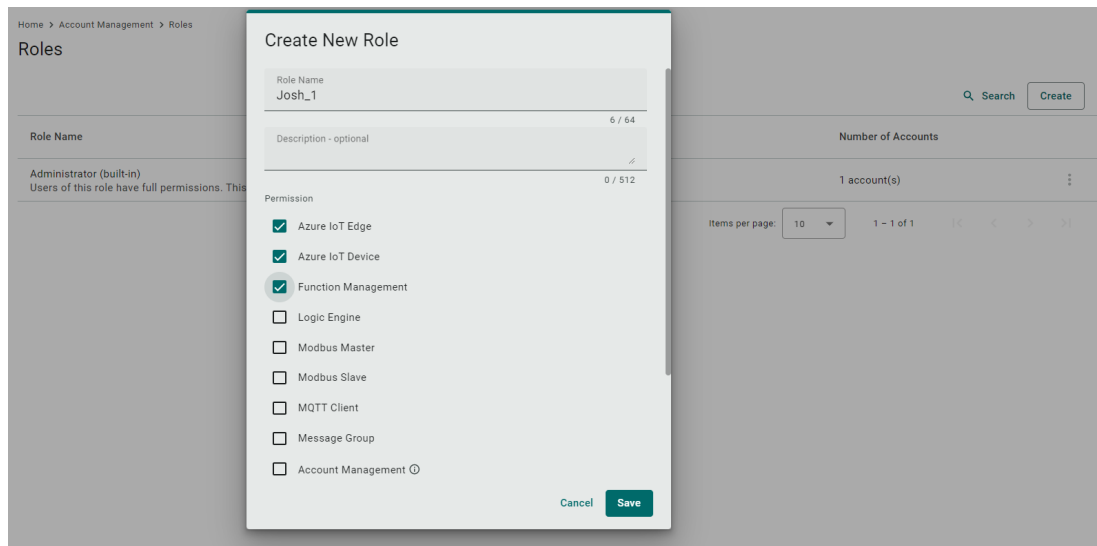 Home > Account Management > Roles
Roles
Create New Role
Role Name
Josh_1
6 / 64
Description - optional
0 / 512
Permission
Azure IoT Edge
Azure IoT Device
Function Management
Logic Engine
Modbus Master
Modbus Slave
MQTT Client
Message Group
Account Management
Cancel Save
Search Create
Role Name Number of Accounts
Administrator (built-in)
Users of this role have full permissions. This
1 account(s)
Items per page: 10 1 – 1 of 1